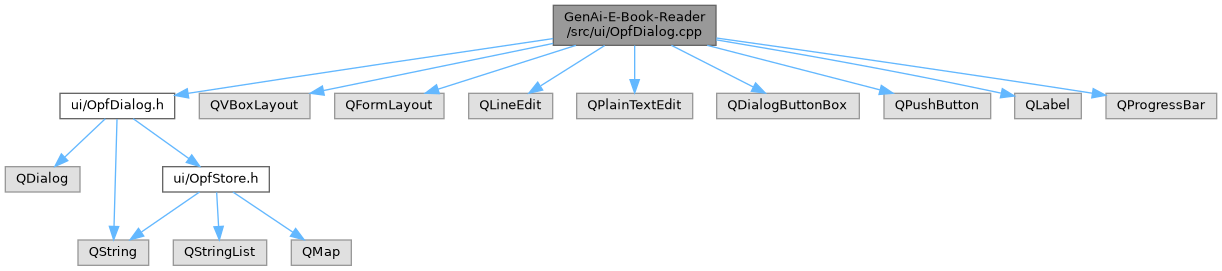 GenAi-E-Book-Reader
/src/ui/OpfDialog.cpp
ui/OpfDialog.h
QVBoxLayout
QFormLayout
QLineEdit
QPlainTextEdit
QDialogButtonBox
QPushButton
QLabel
QProgressBar
QDialog
ui/OpfStore.h
QString
QStringList
QMap